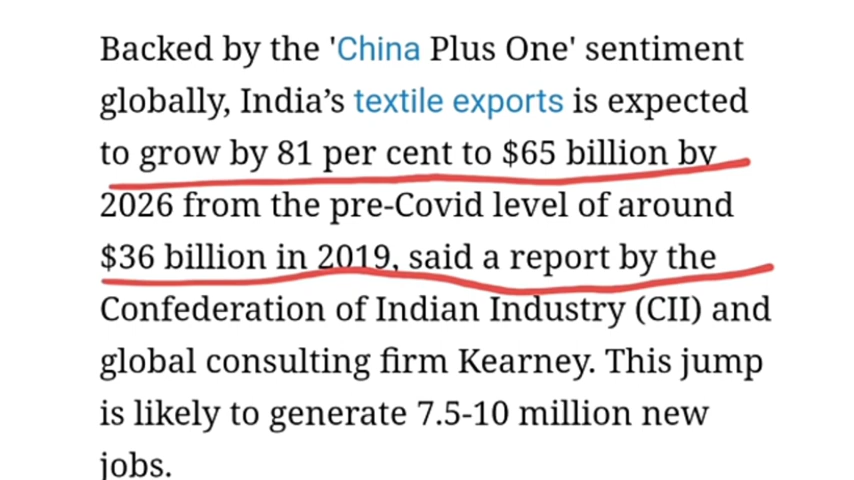 Backed by the 'China Plus One' sentiment
globally, India’s textile exports is expected
to grow by 81 per cent to $65 billion by
2026 from the pre-Covid level of around
$36 billion in 2019, said a report by the
Confederation of Indian Industry (CII) and
global consulting firm Kearney. This jump
is likely to generate 7.5-10 million new
jobs.